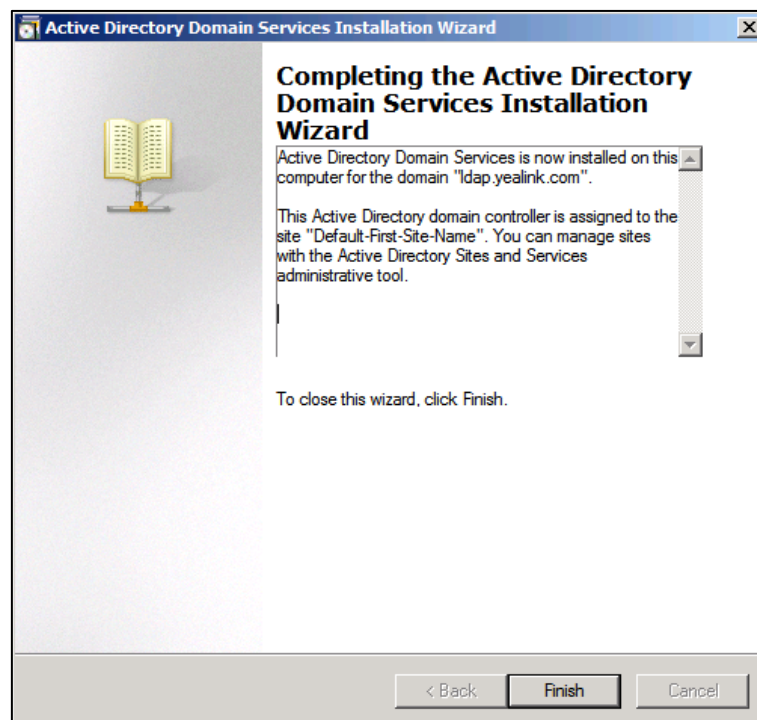 Active Directory Domain Services Installation Wizard
Completing the Active Directory
Domain Services Installation
Wizard
Active Directory Domain Services is now installed on this
computer for the domain "ldap.yealink.com".
This Active Directory domain controller is assigned to the
site "Default-First-Site-Name". You can manage sites
with the Active Directory Sites and Services
administrative tool.
To close this wizard, click Finish.
< Back
Finish
Cancel